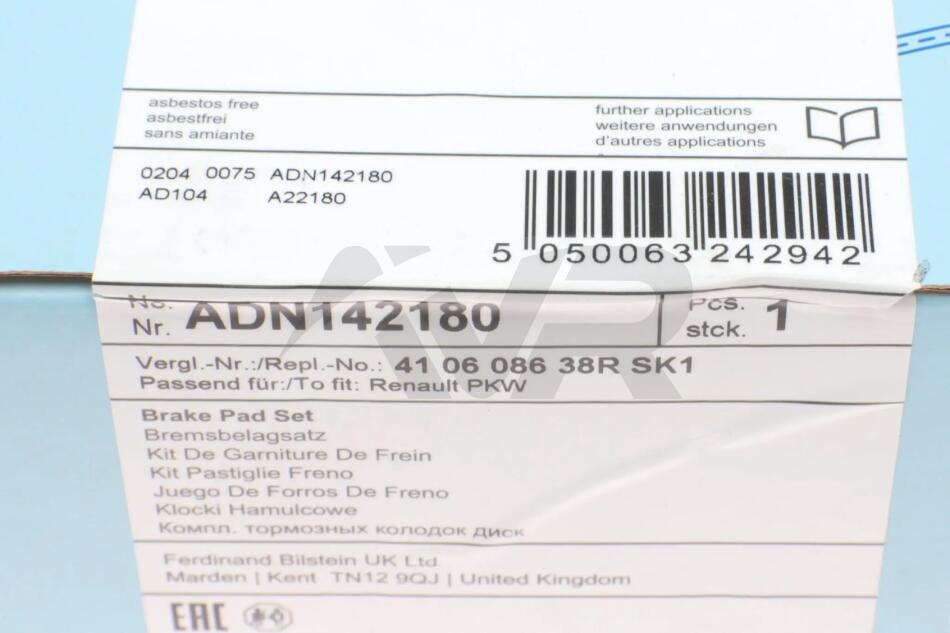 asbestos free
asbestfrei
sans amiante
further applications
weitere anwendungen
d'autres applications
0204 0075 ADN142180
AD104 A22180
5 050063 242942
No.
Nr. ADN142180
Pcs.
stck. 1
Vergl.-Nr.:/Repl.-No.: 41 06 086 38R SK1
Passend für:/To fit: Renault PKW
Brake Pad Set
Bremsbelagsatz
Kit De Garniture De Frein
Kit Pastiglie Freno
Juego De Forros De Freno
Klocki Hamulcowe
Компл. тормозных колодок диск
Ferdinand Bilstein UK Ltd
Marden | Kent TN12 9QJ | United Kingdom
EAC